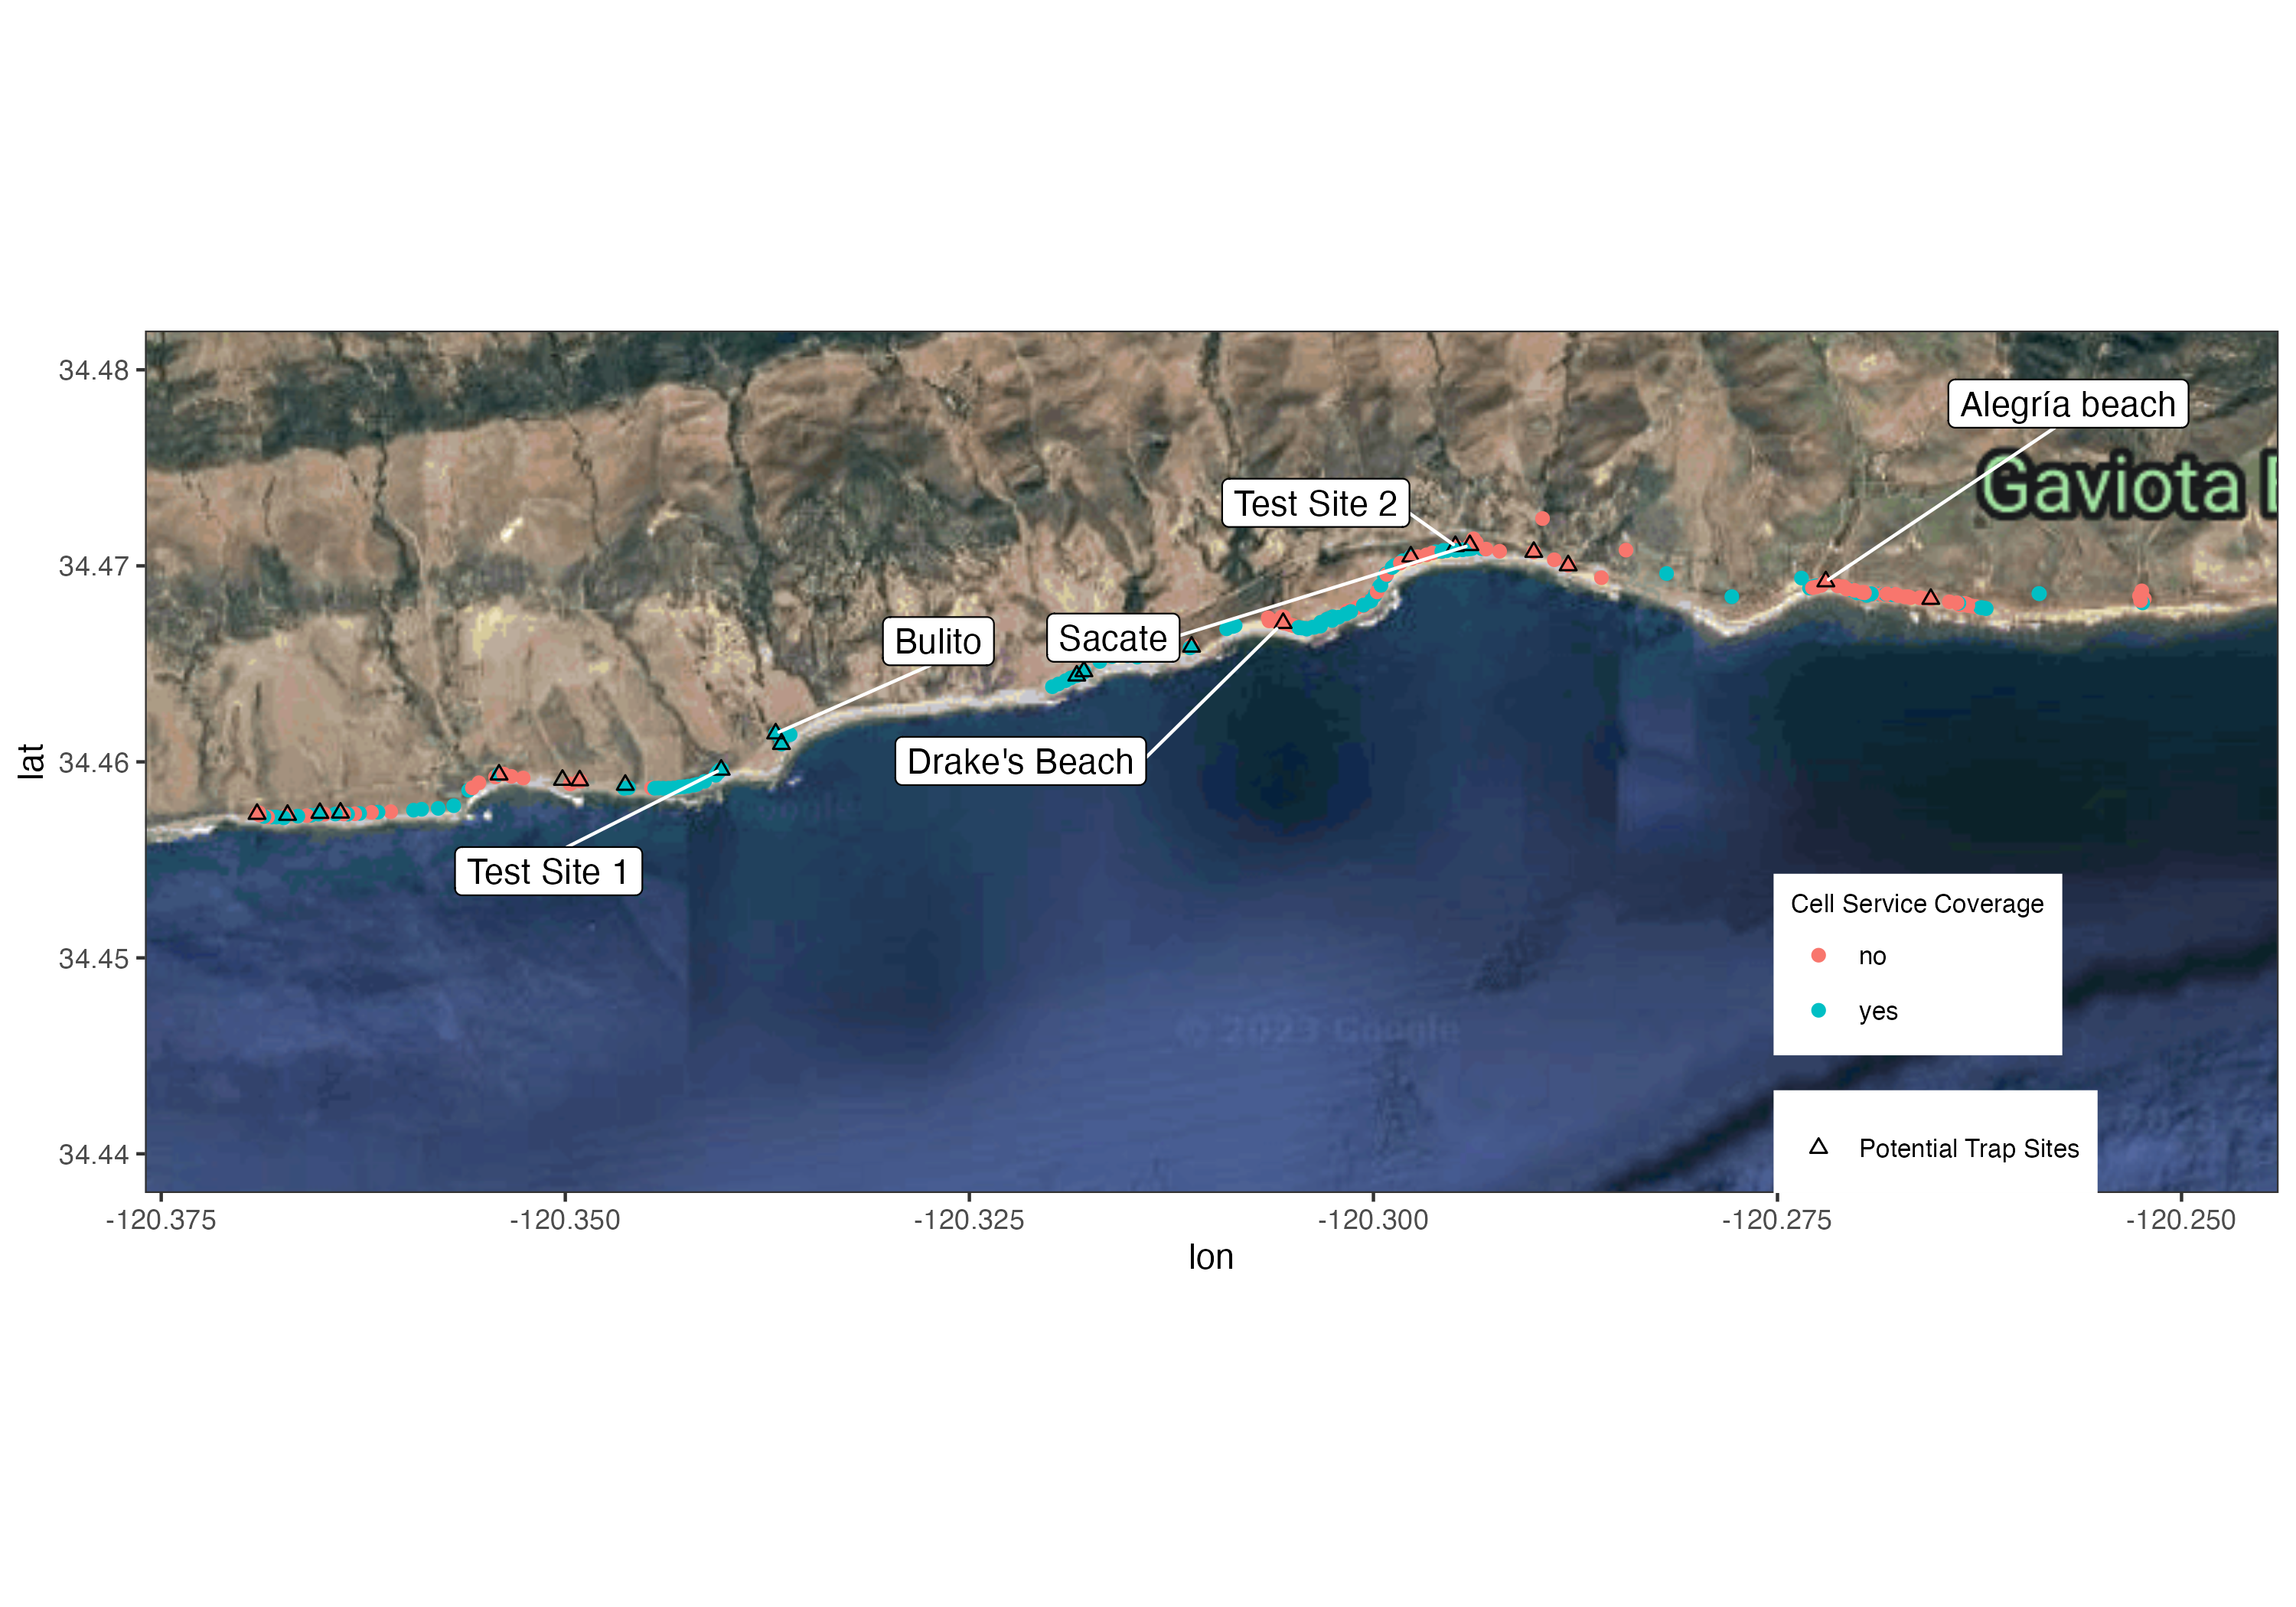 34.48
Alegría beach
Gaviota
Test Site 2
34.47
Bulito
Sacate
lat
34.46
Drake's Beach
Test Site 1
Cell Service Coverage
no
34.45
yes
© 2023 Google
Potential Trap Sites
34.44
-120.375
-120.350
-120.325
-120.300
-120.275
-120.250
lon